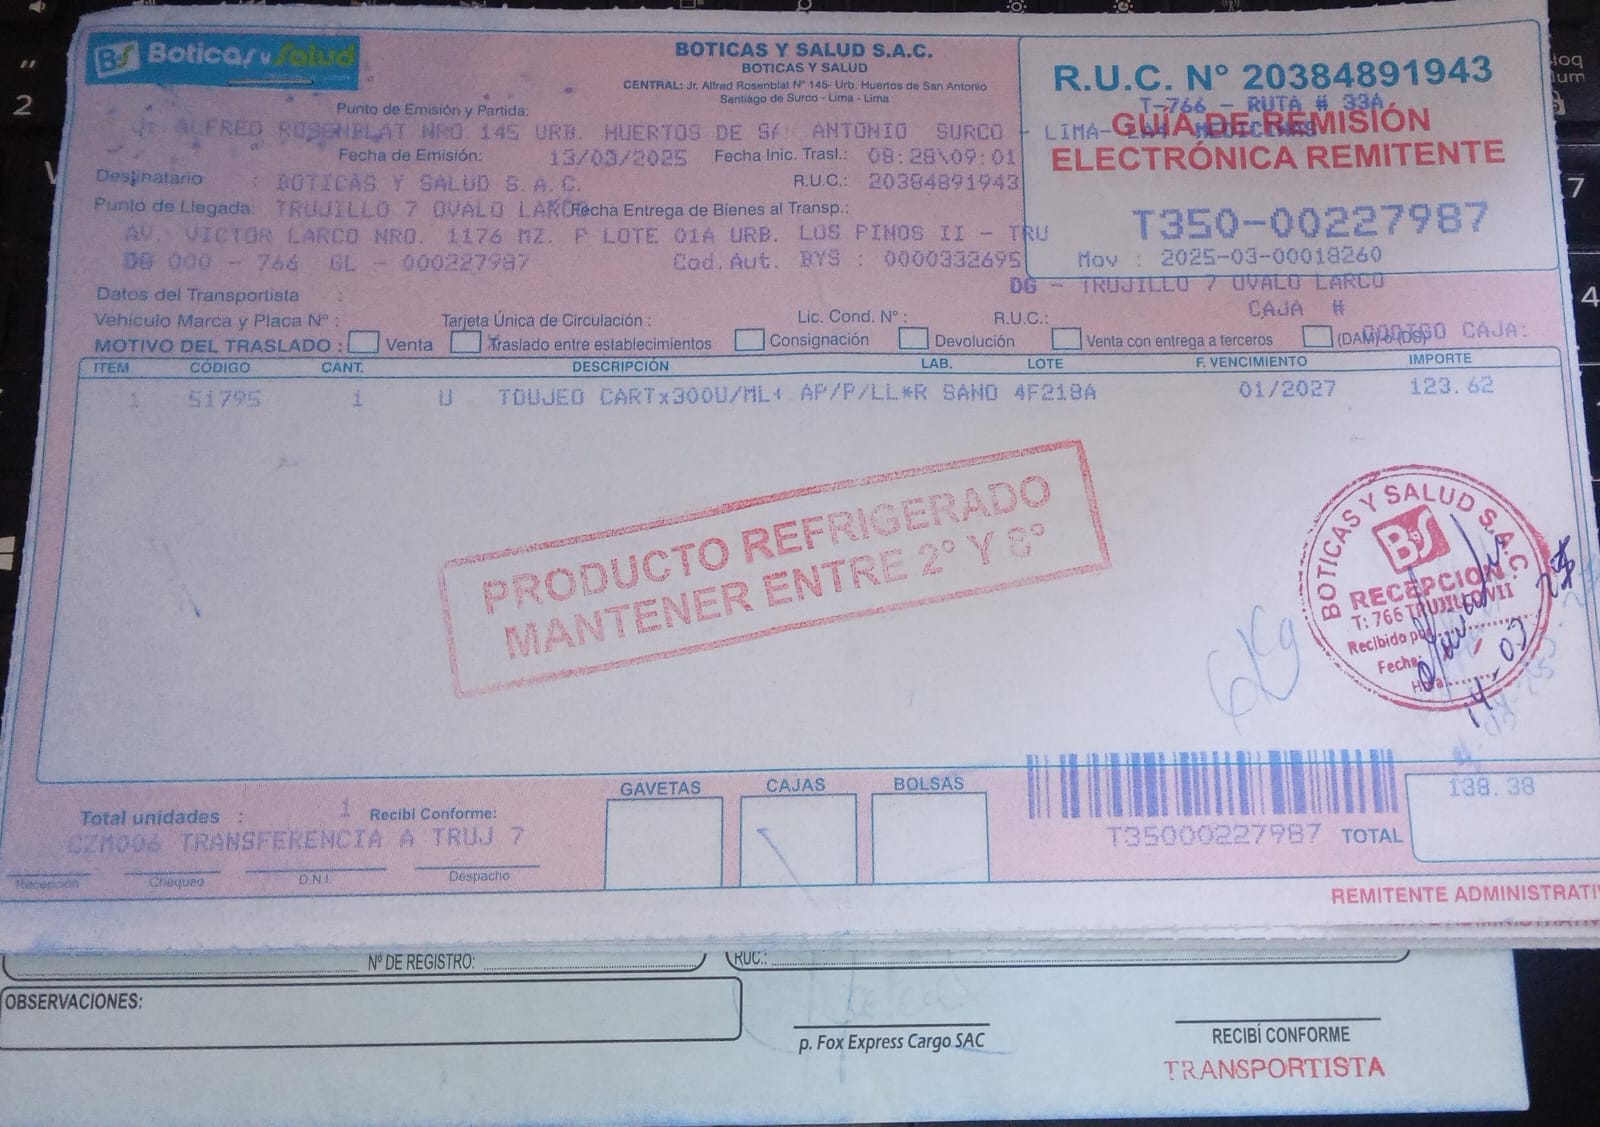 Boticas y Salud
BOTICAS Y SALUD S.A.C.
BOTICAS Y SALUD
CENTRAL: Jr. Alfred Rosenblat N° 145- Urb. Huertos de San Antonio
Santiago de Surco - Lima - Lima
R.U.C. N° 20384891943
T-766 - RUTA # 33A
GUÍA DE REMISIÓN
ELECTRÓNICA REMITENTE
T350-00227987
Mov : 2025-03-00018260
Punto de Emisión y Partida:
Jr. ALFRED ROSENBLAT NRO 145 URB. HUERTOS DE SA ANTONIO SURCO - LIMA- MEDICINAS
Fecha de Emisión: 13/03/2025 Fecha Inic. Trasl.: 08:28\09:01
Destinatario : BOTICAS Y SALUD S.A.C. R.U.C.: 20384891943
Punto de Llegada: TRUJILLO 7 OVALO LARCO Fecha Entrega de Bienes al Transp.:
AV. VICTOR LARCO NRO. 1176 MZ. P LOTE 01A URB. LOS PINOS II - TRU
DG 000 - 766 GL - 000227987 Cod. Aut. BYS : 0000332695
DG - TRUJILLO 7 OVALO LARCO
Datos del Transportista :
CAJA #
Vehículo Marca y Placa N° : Tarjeta Única de Circulación : Lic. Cond. N° : R.U.C.:
CODIGO CAJA:
MOTIVO DEL TRASLADO : Venta Traslado entre establecimientos Consignación Devolución Venta con entrega a terceros (DAM) ó (DS)
ITEM CÓDIGO CANT. DESCRIPCIÓN LAB. LOTE F. VENCIMIENTO IMPORTE
1 51795 1 U TOUJEO CARTx300U/ML+ AP/P/LL*R SANO 4F218A 01/2027 123.62
PRODUCTO REFRIGERADO
MANTENER ENTRE 2° Y 8°
BOTICAS Y SALUD S.A.C.
BS
RECEPCION
T: 766 TRUJILLO VII
Recibido por
Fecha:
Hora
14-03-25
6Kg
GAVETAS CAJAS BOLSAS
138.38
Total unidades : 1 Recibí Conforme:
T35000227987 TOTAL
CZM006 TRANSFERENCIA A TRUJ 7
Recepción Chequeo D.N.I. Despacho
REMITENTE ADMINISTRATI
N° DE REGISTRO: RUC.:
OBSERVACIONES:
p. Fox Express Cargo SAC
RECIBÍ CONFORME
TRANSPORTISTA